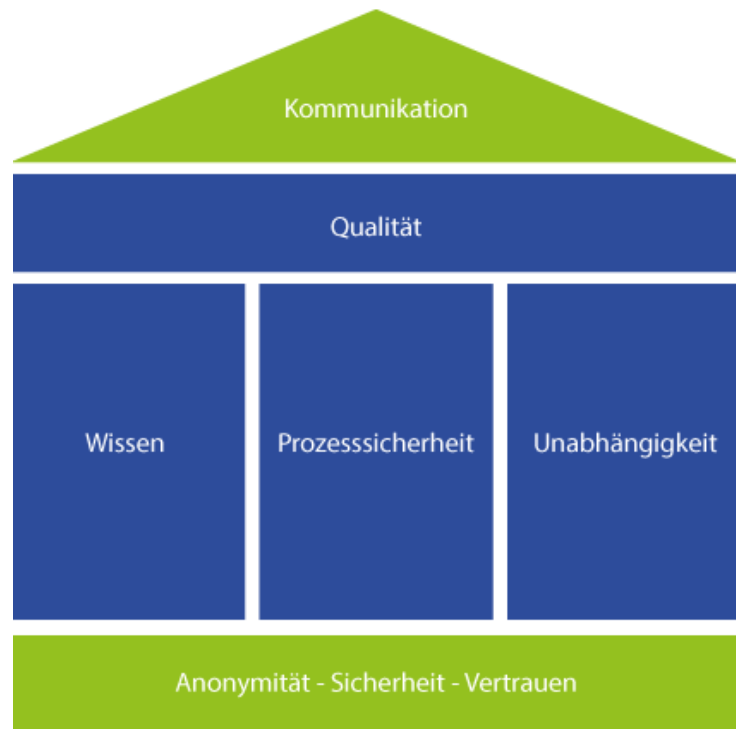 Kommunikation
Qualität
Wissen
Prozesssicherheit
Unabhängigkeit
Anonymität - Sicherheit - Vertrauen